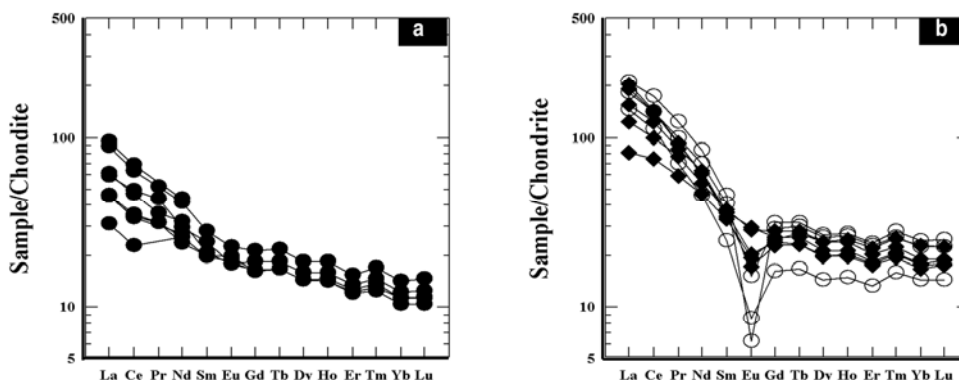 a
500
100
10
5
Sample/Chondite
La Ce Pr Nd Sm Eu Gd Tb Dy Ho Er Tm Yb Lu
b
500
100
10
5
Sample/Chondrite
La Ce Pr Nd Sm Eu Gd Tb Dy Ho Er Tm Yb Lu